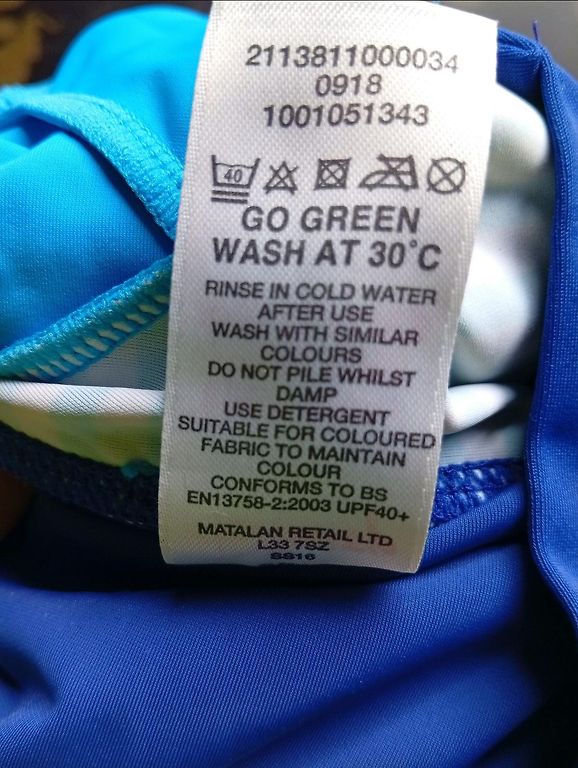 2113811000034
0918
1001051343
40
GO GREEN
WASH AT 30°C
RINSE IN COLD WATER
AFTER USE
WASH WITH SIMILAR
COLOURS
DO NOT PILE WHILST
DAMP
USE DETERGENT
SUITABLE FOR COLOURED
FABRIC TO MAINTAIN
COLOUR
CONFORMS TO BS
EN13758-2:2003 UPF40+
MATALAN RETAIL LTD
L33 7SZ
SS16